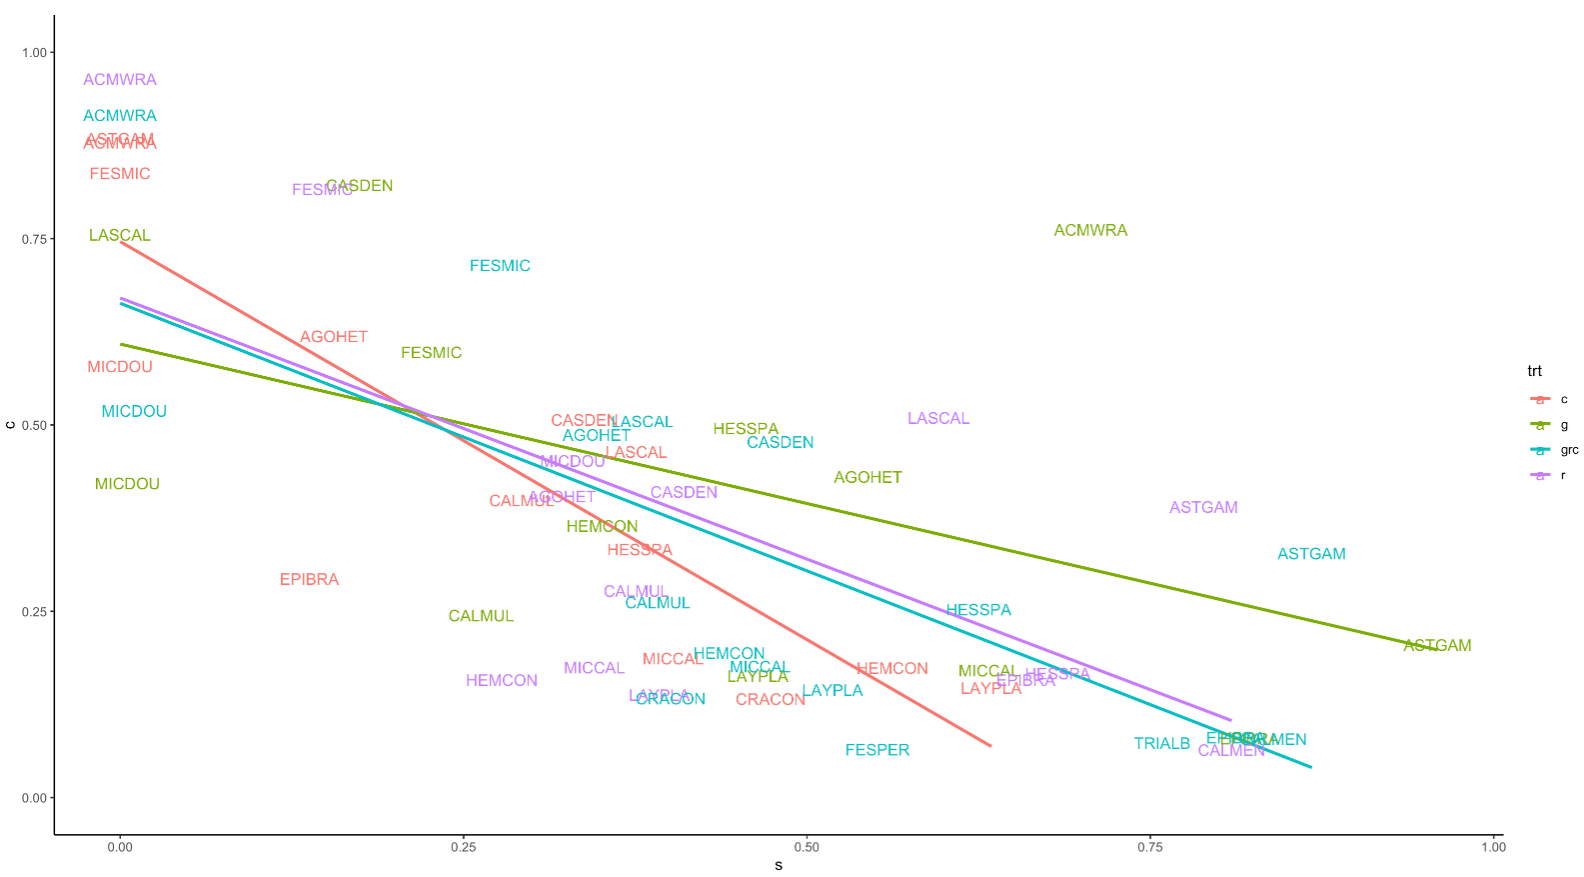 1.00
ACMWRA
ACMWRA
ASTGAM
ACMWRA
FESMIC
FESMIC
CASDEN
LASCAL
0.75
ACMWRA
FESMIC
AGOHET
FESMIC
MICDOU
MICDOU
CASDEN
LASCAL
LASCAL
HESSPA
AGOHET
CASDEN
0.50
c
LASCAL
MICDOU
AGOHET
MICDOU
CASDEN
AGOHET
CALMUL
ASTGAM
HEMCON
HESSPA
ASTGAM
EPIBRA
CALMUL
CALMUL
HESSPA
0.25
CALMUL
ASTGAM
HEMCON
MICCAL
MICCAL
MICCAL
HEMCON
MICCAL
HESSPA
LAYPLA
HEMCON
EPIBRA
LAYPLA
LAYPLA
LAYPLA
CRACON
CRACON
EPIBRA
EPIBRA
CALMEN
TRIALB
FESPER
CALMEN
0.00
0.00
0.25
0.50
0.75
1.00
s
trt
a c
a g
a grc
a r